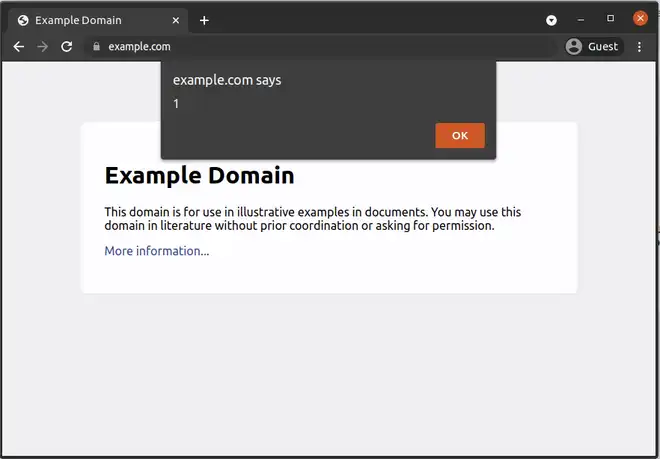 Example Domain
example.com
Guest
example.com says
1
OK
Example Domain
This domain is for use in illustrative examples in documents. You may use this
domain in literature without prior coordination or asking for permission.
More information...